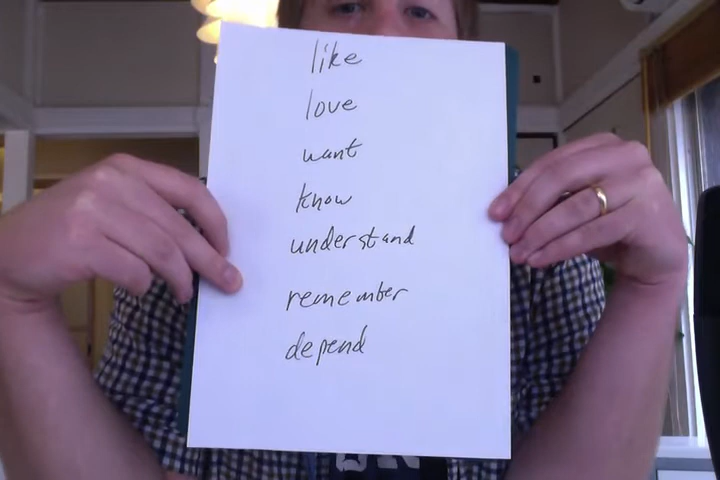 like
love
want
know
understand
remember
depend